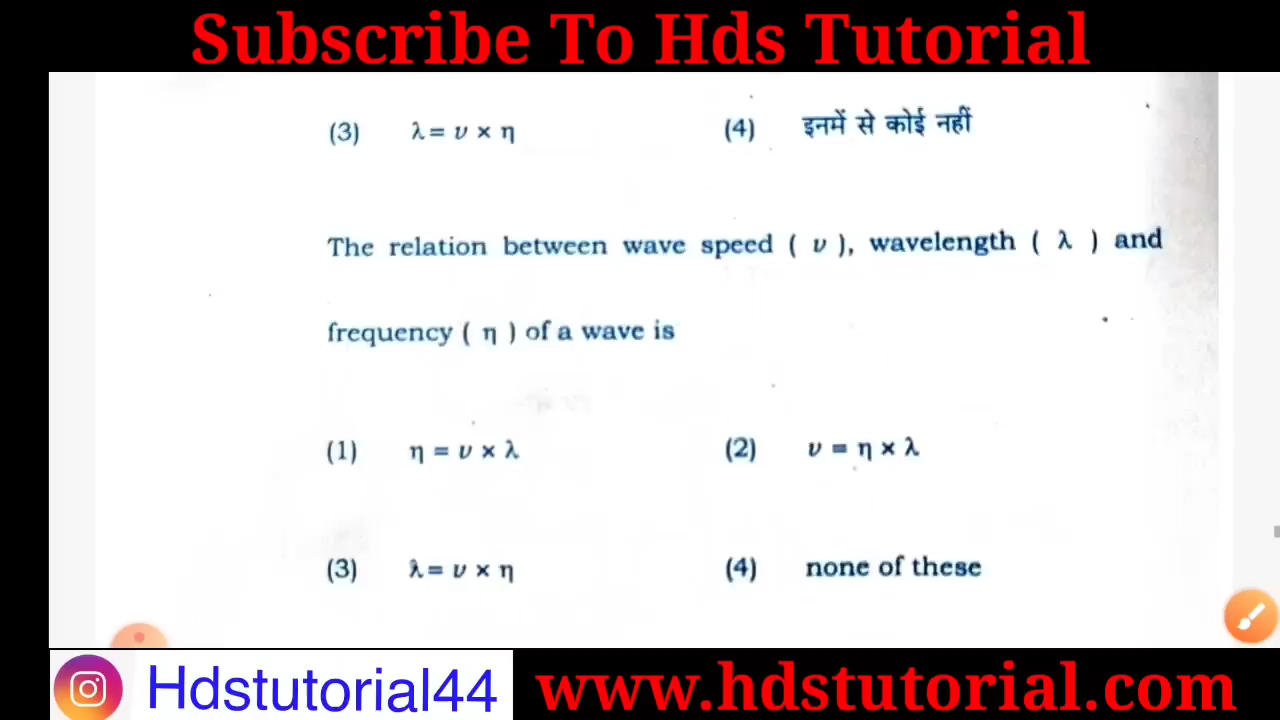 Subscribe To Hds Tutorial
(3) λ = ν × η (4) इनमें से कोई नहीं
The relation between wave speed ( ν ), wavelength ( λ ) and
frequency ( η ) of a wave is
(1) η = ν × λ (2) ν = η × λ
(3) λ = ν × η (4) none of these
Hdstutorial44 www.hdstutorial.com